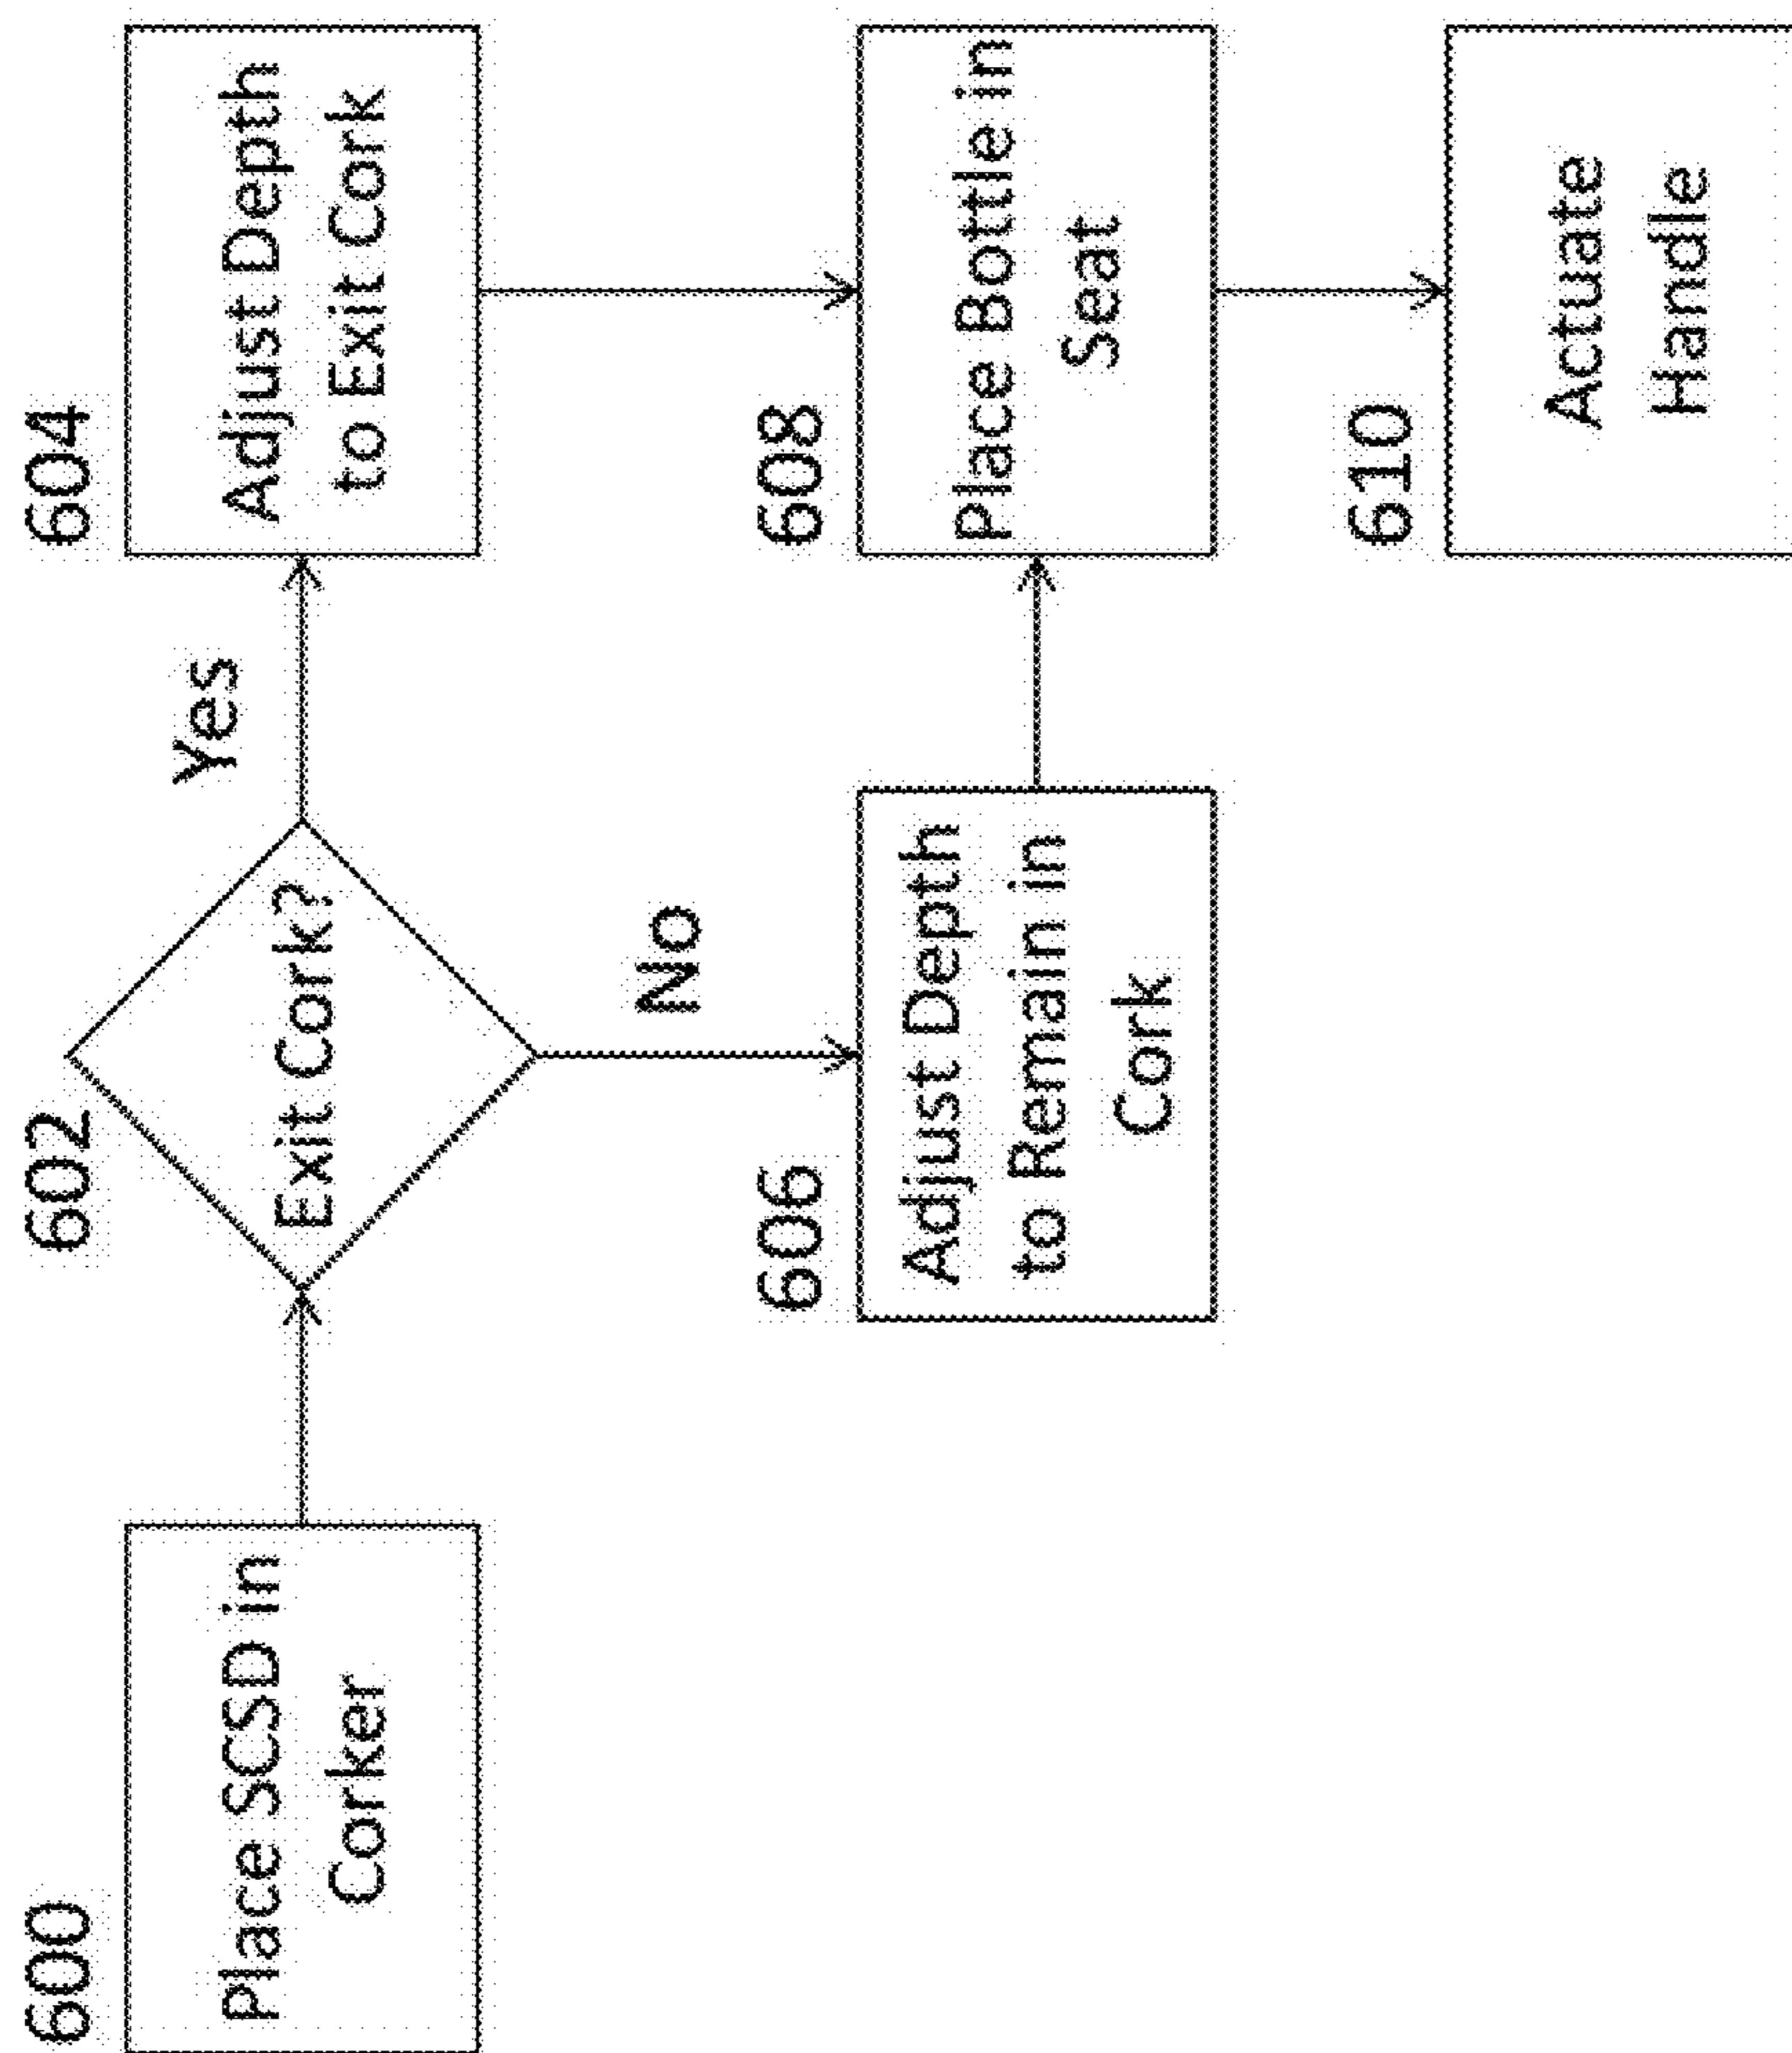 600
Place SCSD in
Corker
602
Exit Cork?
Yes
604
Adjust Depth
to Exit Cork
No
606
Adjust Depth
to Remain in
Cork
608
Place Bottle in
Seat
610
Actuate
Handle